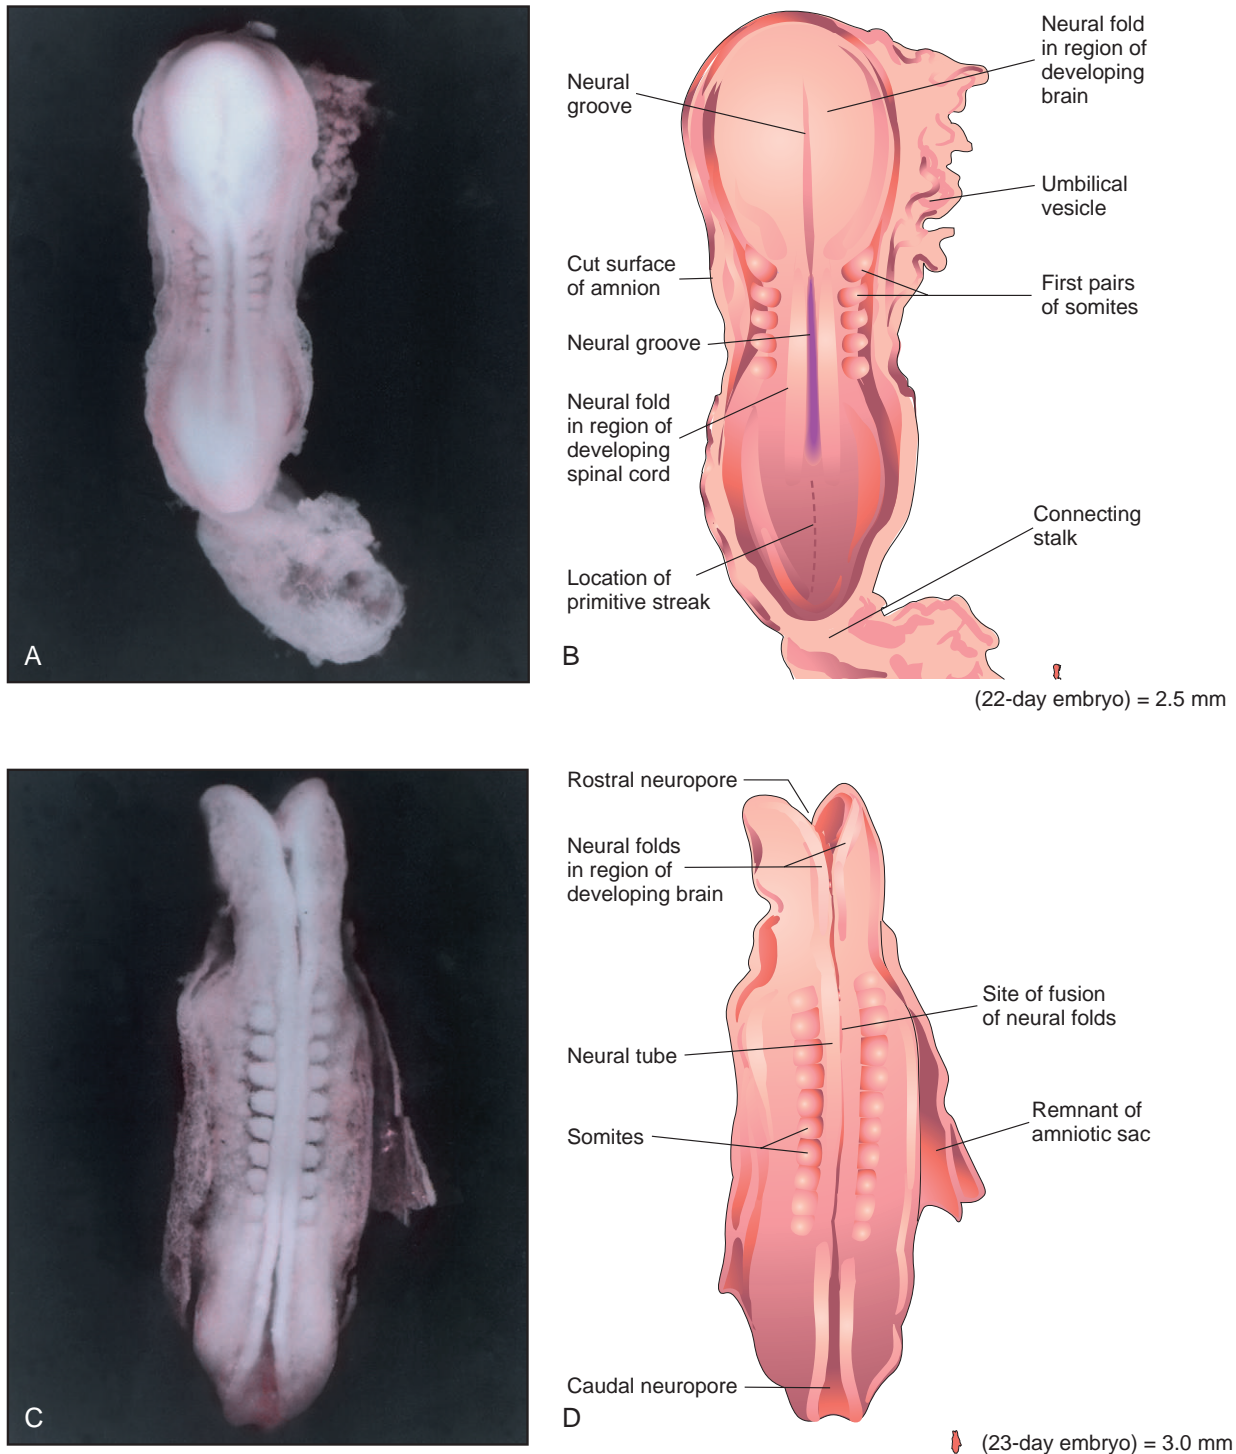 Neural
groove
Neural fold
in region of
developing
brain
Umbilical
vesicle
Cut surface
of amnion
First pairs
of somites
Neural groove
Neural fold
in region of
developing
spinal cord
Connecting
stalk
Location of
primitive streak
A
B
(22-day embryo) = 2.5 mm
Rostral neuropore
Neural folds
in region of
developing brain
Site of fusion
of neural folds
Neural tube
Remnant of
amniotic sac
Somites
Caudal neuropore
C
D
(23-day embryo) = 3.0 mm